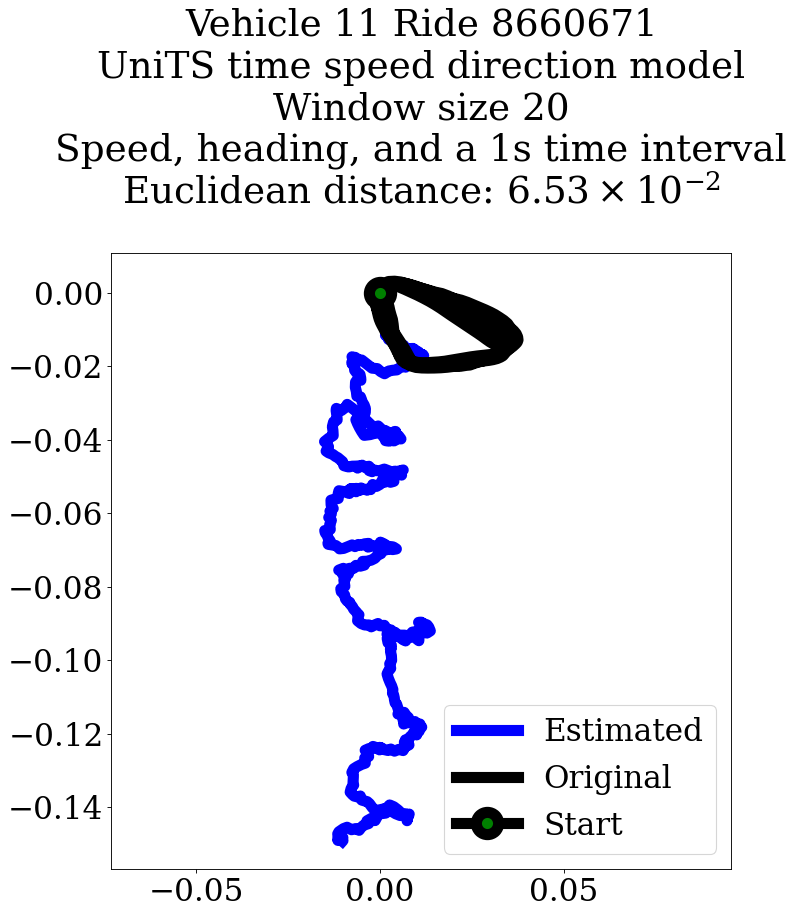 Vehicle 11 Ride 8660671
UniTS time speed direction model
Window size 20
Speed, heading, and a 1s time interval
Euclidean distance: 6.53 × 10⁻²
0.00
−0.02
−0.04
−0.06
−0.08
−0.10
−0.12
−0.14
Estimated
Original
Start
−0.05 0.00 0.05